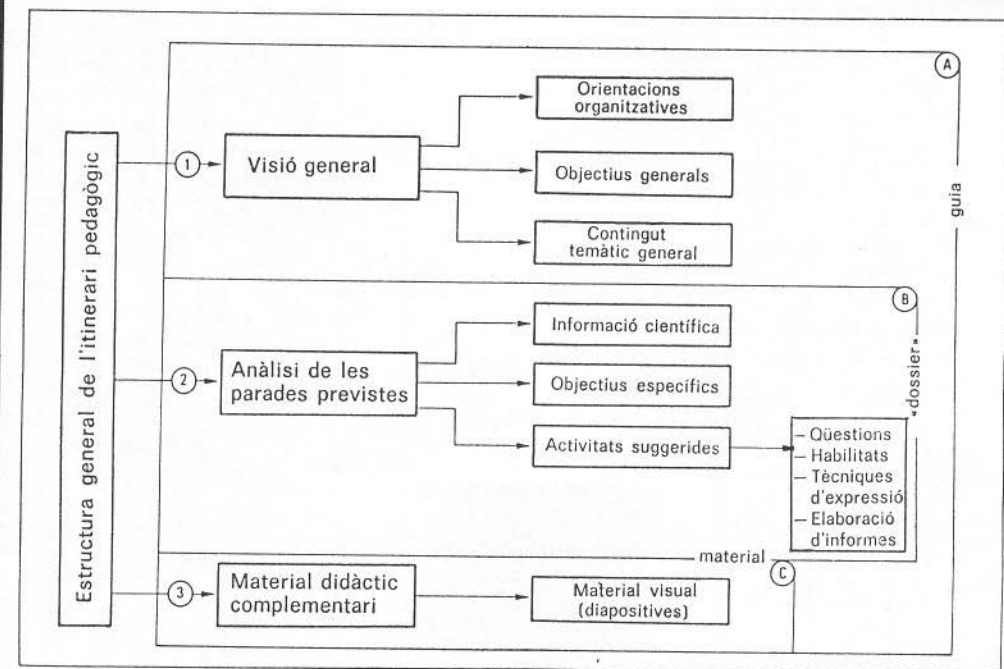 Estructura general de l'itinerari pedagògic
A
guia
1
Visió general
Orientacions
organitzatives
Objectius generals
Contingut
temàtic general
B
«dossier»
2
Anàlisi de les
parades previstes
Informació científica
Objectius específics
Activitats suggerides
— Qüestions
— Habilitats
— Tècniques
d'expressió
— Elaboració
d'informes
material
C
3
Material didàctic
complementari
Material visual
(diapositives)